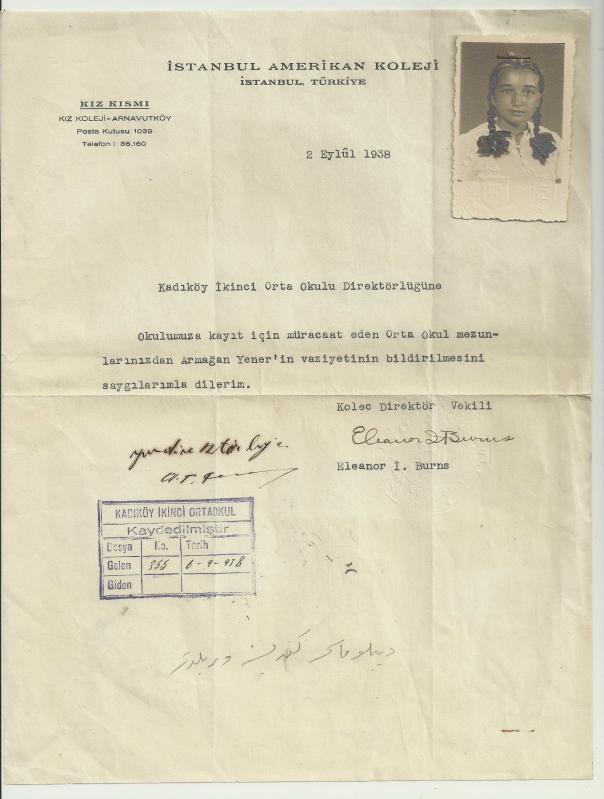 İSTANBUL AMERİKAN KOLEJİ
İSTANBUL, TÜRKİYE
KIZ KISMI
KIZ KOLEJİ-ARNAVUTKÖY
Posta Kutusu 1039
Telefon : 36.160
2 Eylûl 1938
Kadıköy İkinci Orta Okulu Direktörlüğüne
Okulumuza kayıt için müracaat eden Orta Okul mezun-
larınızdan Armağan Yener'in vaziyetinin bildirilmesini
saygılarımla dilerim.
Kolec Direktör Vekili
Eleanor I. Burns
Eleanor İ. Burns
KADIKÖY İKİNCİ ORTAOKUL
Kaydedilmiştir
Dosya No. Tarih
Gelen 355 6-9-938
Giden